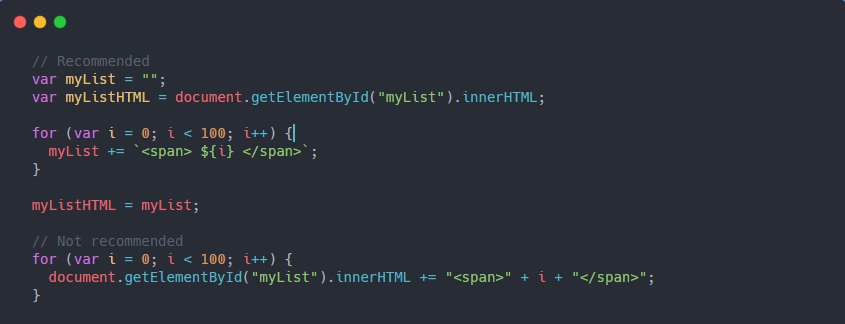 // Recommended
var myList = "";
var myListHTML = document.getElementById("myList").innerHTML;
for (var i = 0; i < 100; i++) {
myList += `<span> ${i} </span>`;
}
myListHTML = myList;
// Not recommended
for (var i = 0; i < 100; i++) {
document.getElementById("myList").innerHTML += "<span>" + i + "</span>";
}